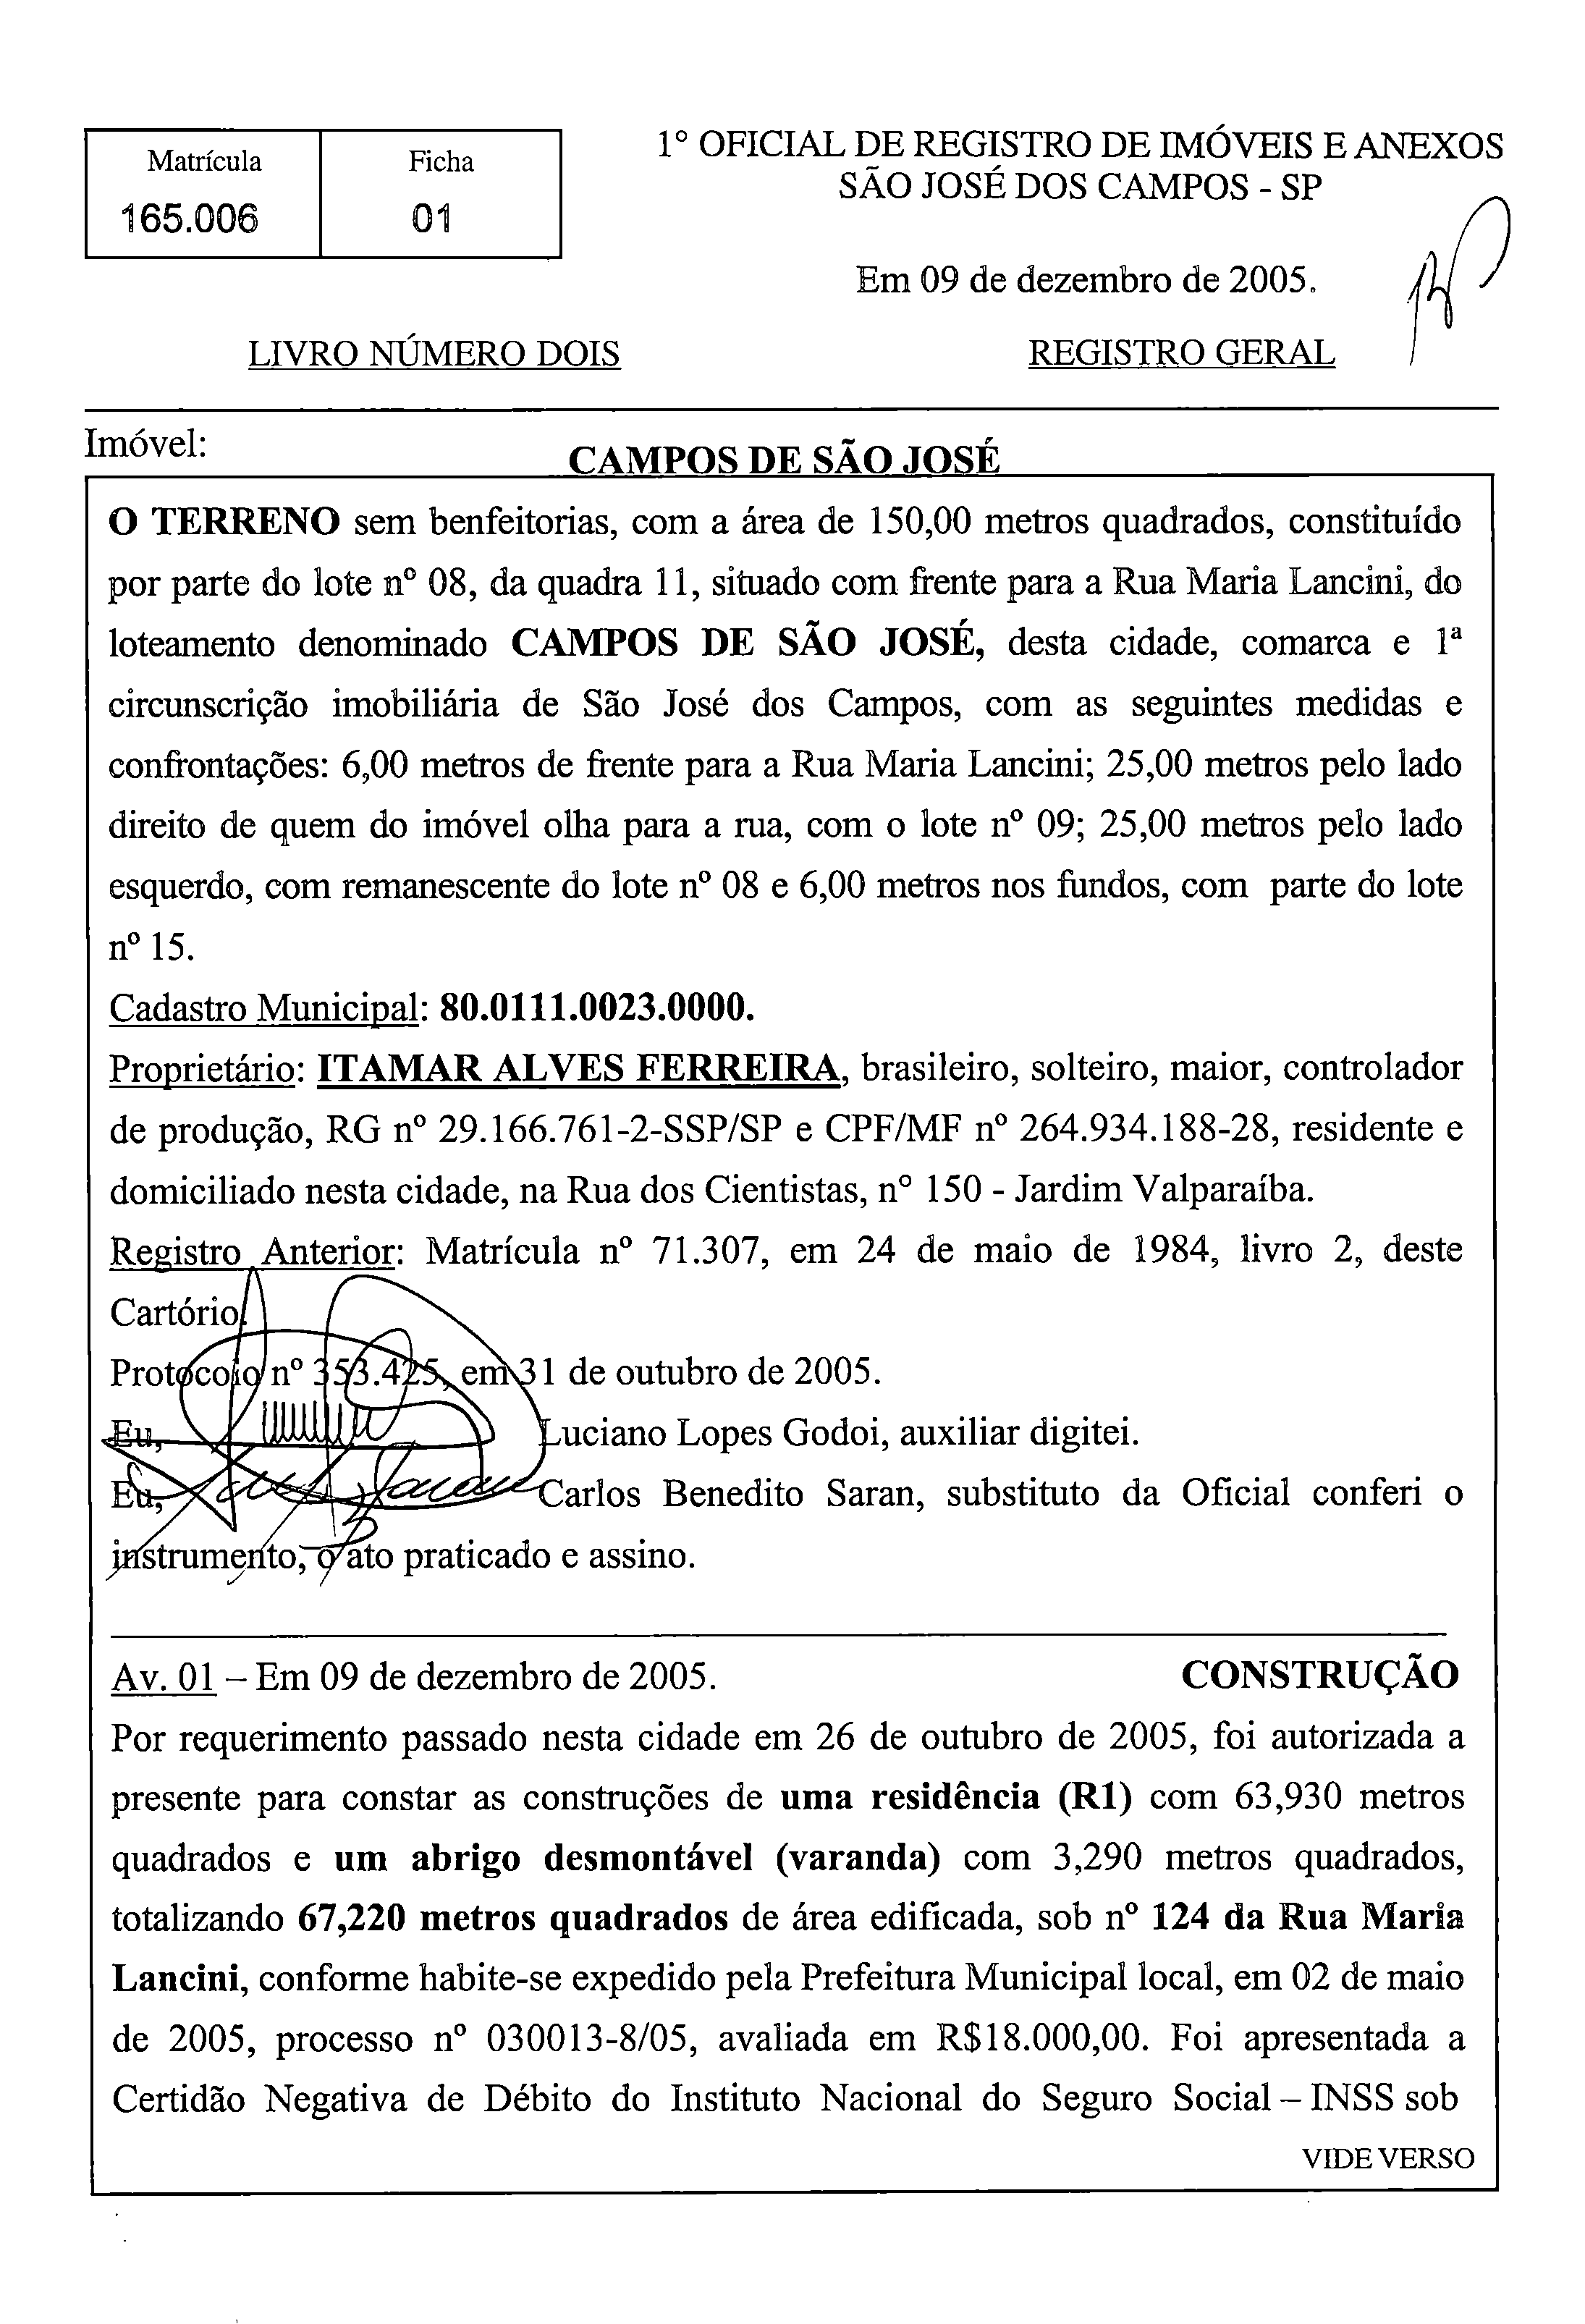 Matrícula
165.006
Ficha
01
1º OFICIAL DE REGISTRO DE IMÓVEIS E ANEXOS
SÃO JOSÉ DOS CAMPOS - SP
Em 09 de dezembro de 2005.
LIVRO NÚMERO DOIS
REGISTRO GERAL
Imóvel:
CAMPOS DE SÃO JOSÉ
O TERRENO sem benfeitorias, com a área de 150,00 metros quadrados, constituído
por parte do lote nº 08, da quadra 11, situado com frente para a Rua Maria Lancini, do
loteamento denominado CAMPOS DE SÃO JOSÉ, desta cidade, comarca e 1ª
circunscrição imobiliária de São José dos Campos, com as seguintes medidas e
confrontações: 6,00 metros de frente para a Rua Maria Lancini; 25,00 metros pelo lado
direito de quem do imóvel olha para a rua, com o lote nº 09; 25,00 metros pelo lado
esquerdo, com remanescente do lote nº 08 e 6,00 metros nos fundos, com parte do lote
nº 15.
Cadastro Municipal: 80.0111.0023.0000.
Proprietário: ITAMAR ALVES FERREIRA, brasileiro, solteiro, maior, controlador
de produção, RG nº 29.166.761-2-SSP/SP e CPF/MF nº 264.934.188-28, residente e
domiciliado nesta cidade, na Rua dos Cientistas, nº 150 - Jardim Valparaíba.
Registro Anterior: Matrícula nº 71.307, em 24 de maio de 1984, livro 2, deste
Cartório.
Protocolo nº 353.425, em 31 de outubro de 2005.
Eu, Luciano Lopes Godoi, auxiliar digitei.
Eu, Carlos Benedito Saran, substituto da Oficial conferi o
instrumento, o ato praticado e assino.
Av. 01 – Em 09 de dezembro de 2005. CONSTRUÇÃO
Por requerimento passado nesta cidade em 26 de outubro de 2005, foi autorizada a
presente para constar as construções de uma residência (R1) com 63,930 metros
quadrados e um abrigo desmontável (varanda) com 3,290 metros quadrados,
totalizando 67,220 metros quadrados de área edificada, sob nº 124 da Rua Maria
Lancini, conforme habite-se expedido pela Prefeitura Municipal local, em 02 de maio
de 2005, processo nº 030013-8/05, avaliada em R$18.000,00. Foi apresentada a
Certidão Negativa de Débito do Instituto Nacional do Seguro Social – INSS sob
VIDE VERSO